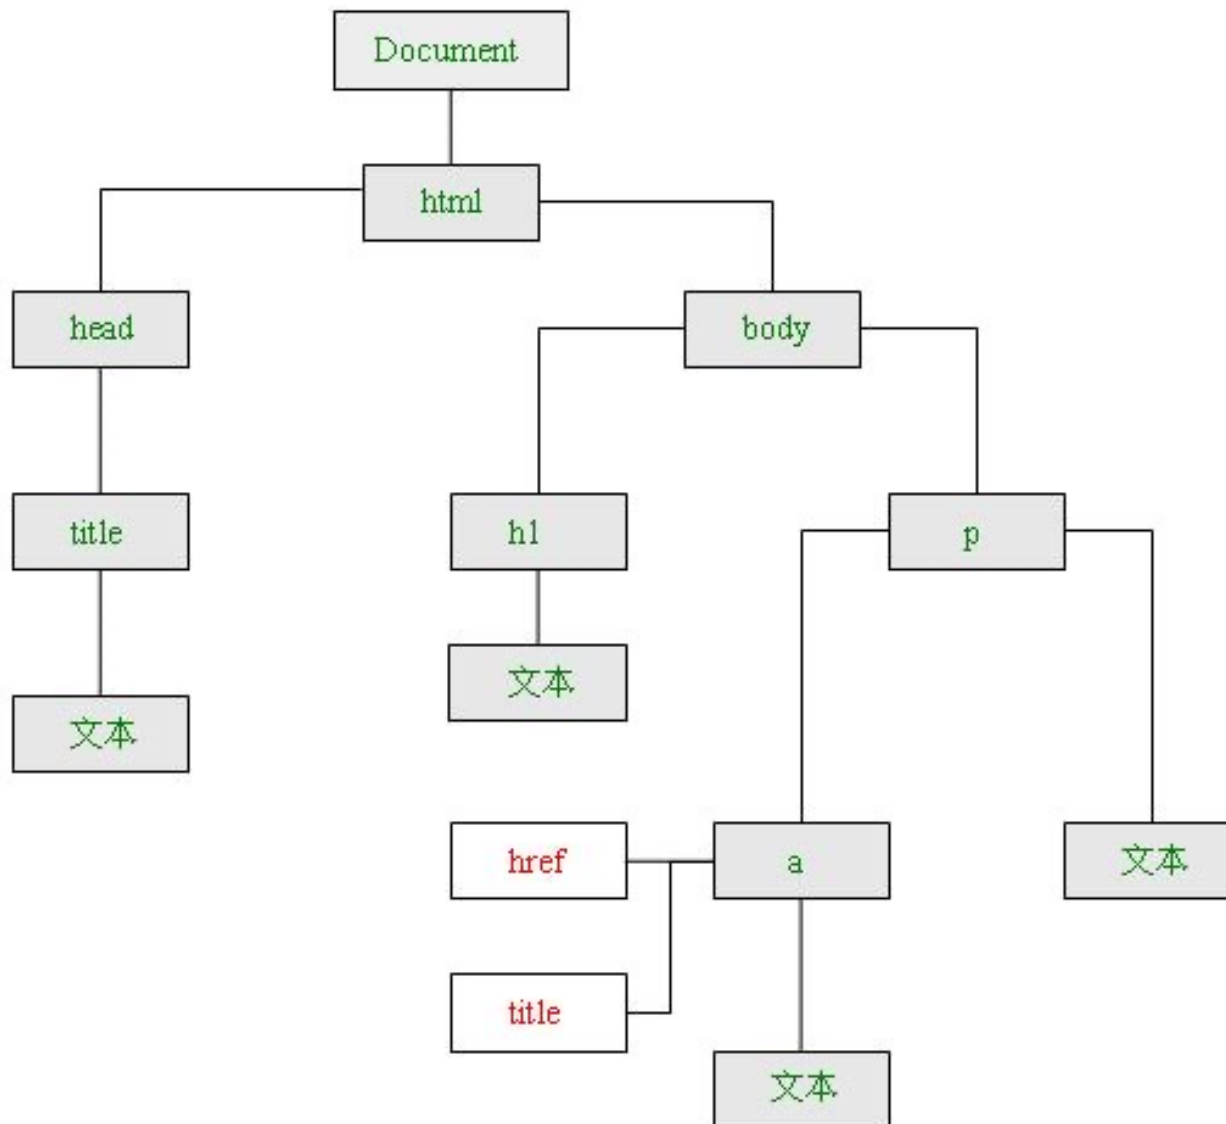 Document
html
head
body
title
h1
p
文本
文本
href
a
文本
title
文本